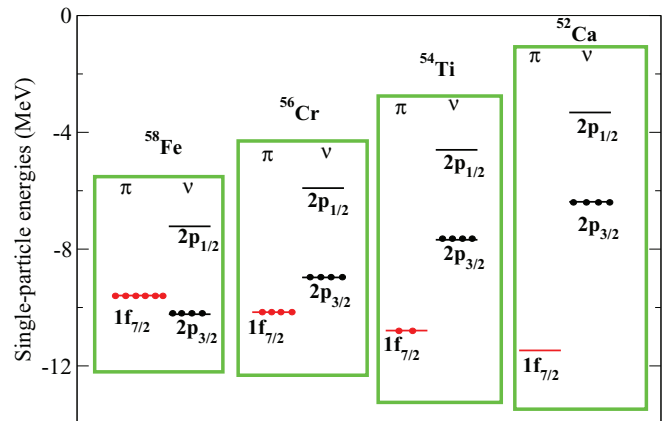 Single-particle energies (MeV)
0
-4
-8
-12
⁵⁸Fe
π ν
2p₁/₂
1f₇/₂
2p₃/₂
⁵⁶Cr
π ν
2p₁/₂
2p₃/₂
1f₇/₂
⁵⁴Ti
π ν
2p₁/₂
2p₃/₂
1f₇/₂
⁵²Ca
π ν
2p₁/₂
2p₃/₂
1f₇/₂